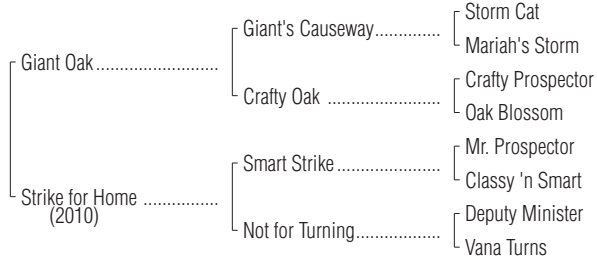 Storm Cat
Giant's Causeway..............
Mariah's Storm
Giant Oak............................
Crafty Prospector
Crafty Oak ........................
Oak Blossom
Mr. Prospector
Smart Strike......................
Classy 'n Smart
Strike for Home .................
(2010)
Deputy Minister
Not for Turning...................
Vana Turns